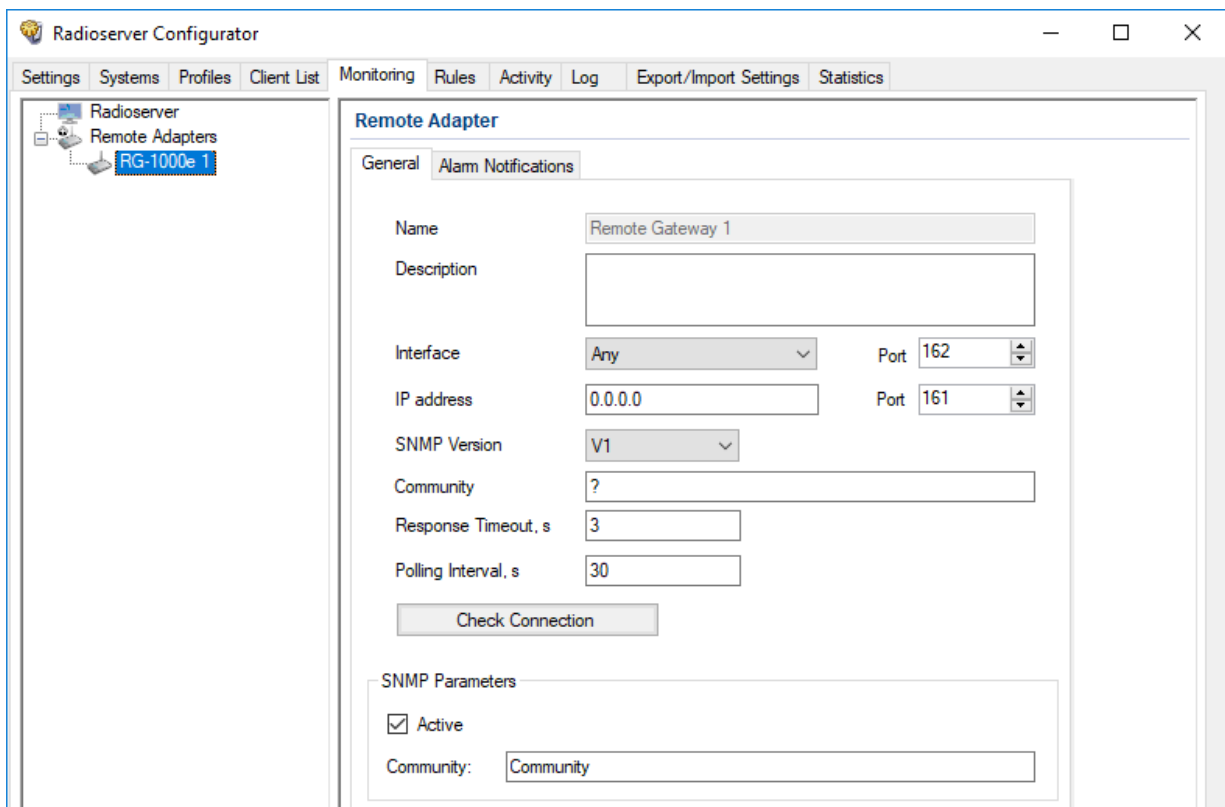 Radioserver Configurator
Settings Systems Profiles Client List Monitoring Rules Activity Log Export/Import Settings Statistics
Radioserver
Remote Adapters
RG-1000e 1
Remote Adapter
General Alarm Notifications
Name Remote Gateway 1
Description
Interface Any Port 162
IP address 0.0.0.0 Port 161
SNMP Version V1
Community ?
Response Timeout, s 3
Polling Interval, s 30
Check Connection
SNMP Parameters
Active
Community: Community